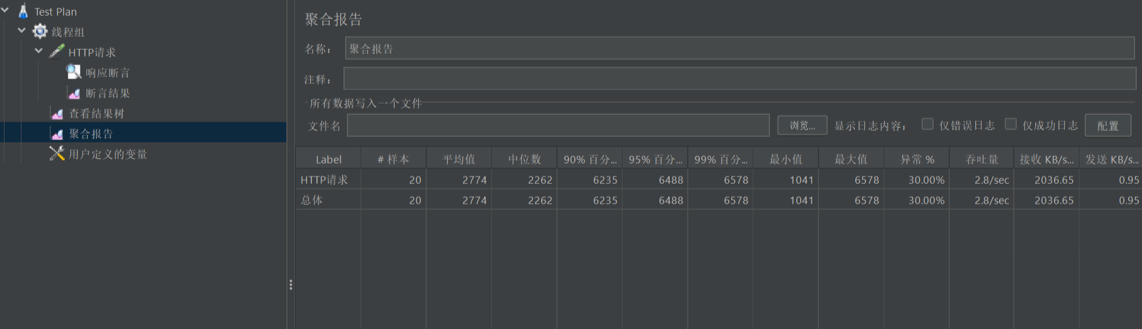 Test Plan
线程组
HTTP请求
响应断言
断言结果
查看结果树
聚合报告
用户定义的变量
聚合报告
名称： 聚合报告
注释：
所有数据写入一个文件
文件名 浏览... 显示日志内容： 仅错误日志 仅成功日志 配置
Label # 样本 平均值 中位数 90% 百分... 95% 百分... 99% 百分... 最小值 最大值 异常 % 吞吐量 接收 KB/s... 发送 KB/s...
HTTP请求 20 2774 2262 6235 6488 6578 1041 6578 30.00% 2.8/sec 2036.65 0.95
总体 20 2774 2262 6235 6488 6578 1041 6578 30.00% 2.8/sec 2036.65 0.95